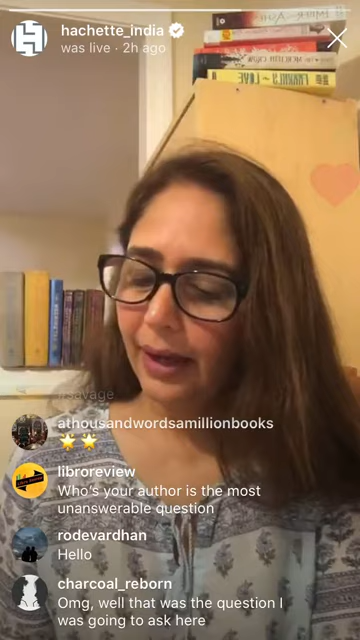 hachette_india
was live · 2h ago
#savage
athousandwordsamillionbooks
🌟 🌟
libroreview
Who's your author is the most
unanswerable question
rodevardhan
Hello
charcoal_reborn
Omg, well that was the question I
was going to ask here